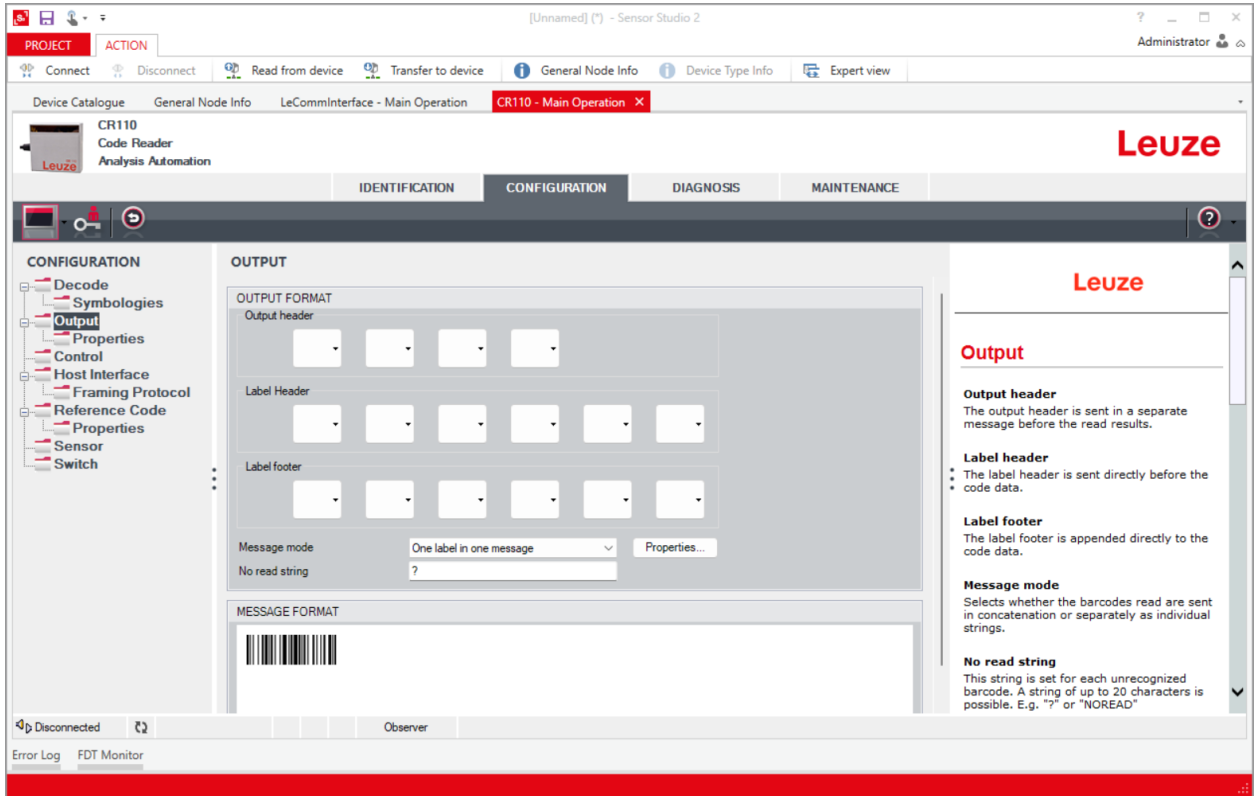 [Unnamed] (*) - Sensor Studio 2
PROJECT ACTION
Administrator
Connect Disconnect Read from device Transfer to device General Node Info Device Type Info Expert view
Device Catalogue General Node Info LeCommInterface - Main Operation CR110 - Main Operation
CR110
Code Reader
Analysis Automation
Leuze
Leuze
IDENTIFICATION CONFIGURATION DIAGNOSIS MAINTENANCE
CONFIGURATION
Decode
Symbologies
Output
Properties
Control
Host Interface
Framing Protocol
Reference Code
Properties
Sensor
Switch
OUTPUT
OUTPUT FORMAT
Output header
Label Header
Label footer
Message mode One label in one message Properties...
No read string ?
MESSAGE FORMAT
Leuze
Output
Output header
The output header is sent in a separate
message before the read results.
Label header
The label header is sent directly before the
code data.
Label footer
The label footer is appended directly to the
code data.
Message mode
Selects whether the barcodes read are sent
in concatenation or separately as individual
strings.
No read string
This string is set for each unrecognized
barcode. A string of up to 20 characters is
possible. E.g. "?" or "NOREAD"
Disconnected Observer
Error Log FDT Monitor